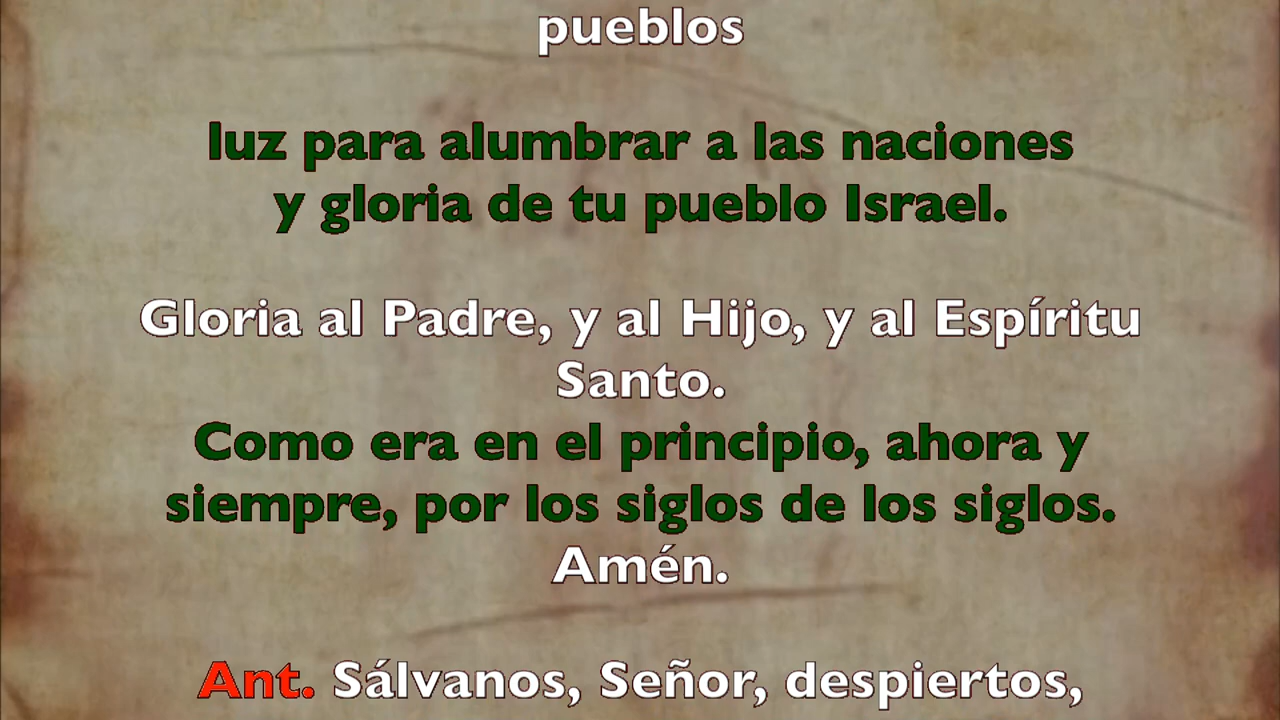 pueblos
luz para alumbrar a las naciones
y gloria de tu pueblo Israel.
Gloria al Padre, y al Hijo, y al Espíritu
Santo.
Como era en el principio, ahora y
siempre, por los siglos de los siglos.
Amén.
Ant. Sálvanos, Señor, despiertos,